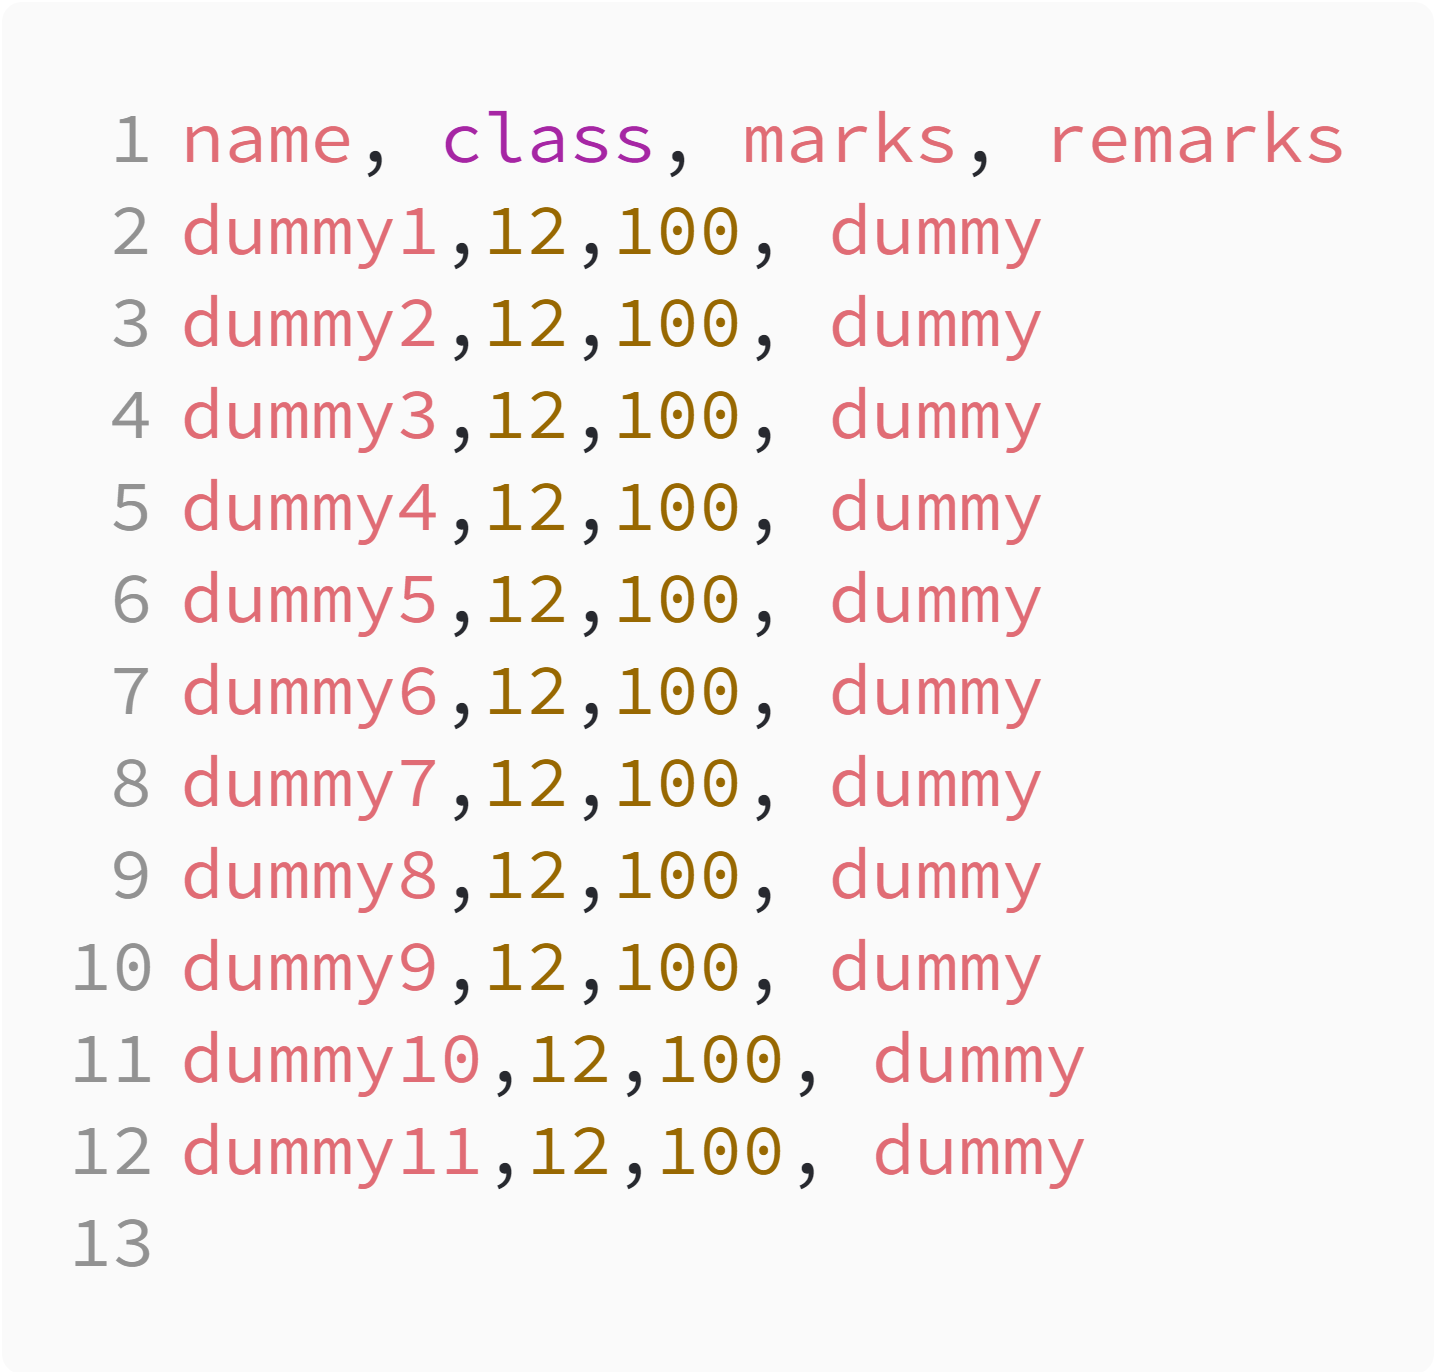 1 name, class, marks, remarks
2 dummy1,12,100, dummy
3 dummy2,12,100, dummy
4 dummy3,12,100, dummy
5 dummy4,12,100, dummy
6 dummy5,12,100, dummy
7 dummy6,12,100, dummy
8 dummy7,12,100, dummy
9 dummy8,12,100, dummy
10 dummy9,12,100, dummy
11 dummy10,12,100, dummy
12 dummy11,12,100, dummy
13